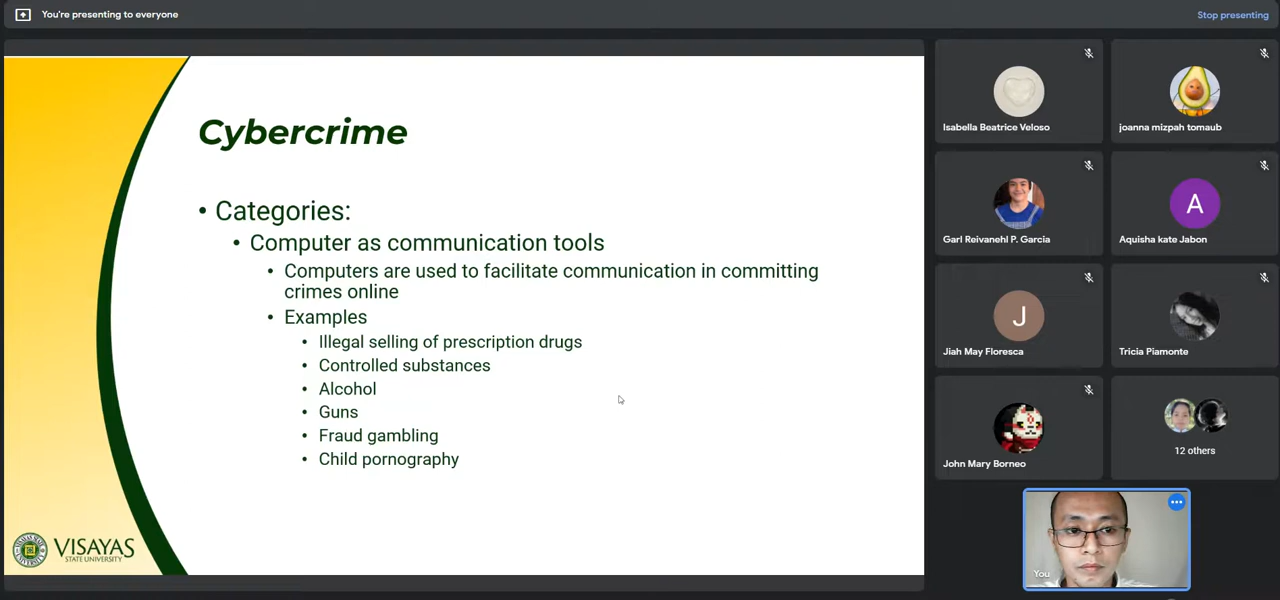 You're presenting to everyone
Stop presenting
Cybercrime
• Categories:
• Computer as communication tools
• Computers are used to facilitate communication in committing
crimes online
• Examples
• Illegal selling of prescription drugs
• Controlled substances
• Alcohol
• Guns
• Fraud gambling
• Child pornography
VISAYAS
STATE UNIVERSITY
Isabella Beatrice Veloso
joanna mizpah tomaub
Garl Reivanehl P. Garcia
A
Aquisha kate Jabon
J
Jiah May Floresca
Tricia Piamonte
John Mary Borneo
12 others
You